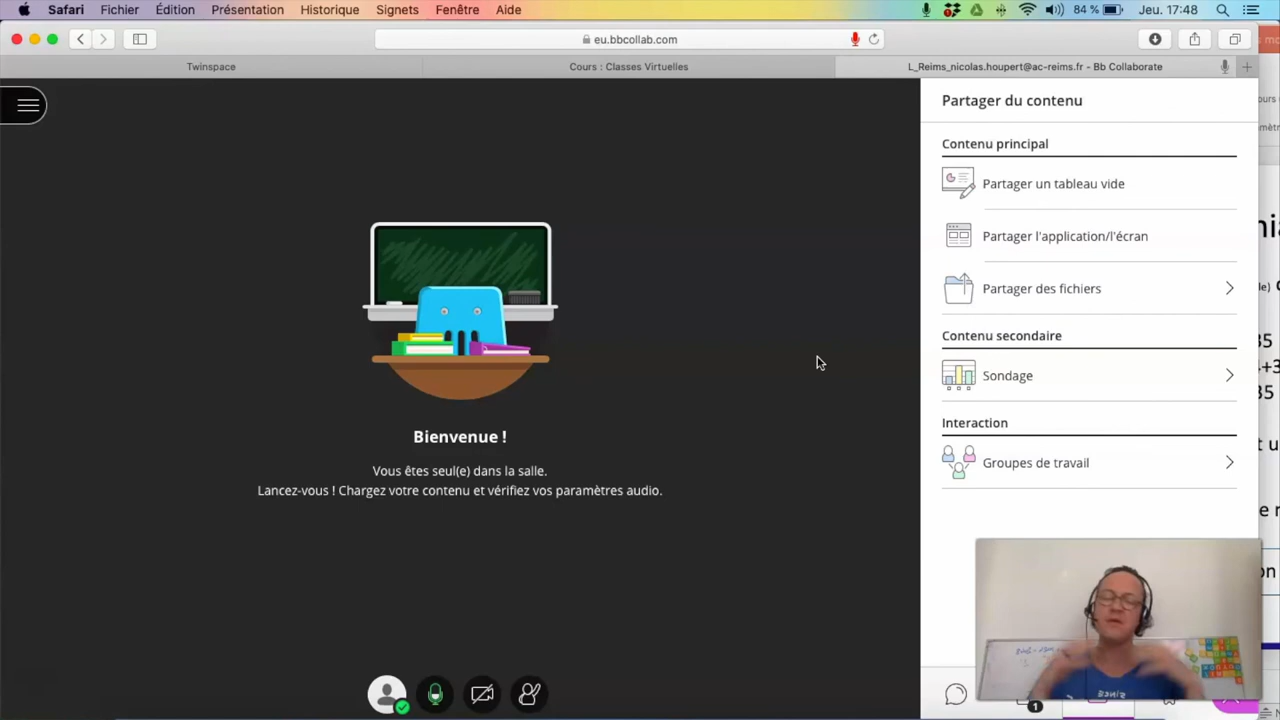 Safari Fichier Édition Présentation Historique Signets Fenêtre Aide 84 % Jeu. 17:48
eu.bbcollab.com
Twinspace Cours : Classes Virtuelles L_Reims_nicolas.houpert@ac-reims.fr - Bb Collaborate
Partager du contenu
Contenu principal
Partager un tableau vide
Partager l'application/l'écran
Partager des fichiers
Contenu secondaire
Sondage
Interaction
Groupes de travail
Bienvenue !
Vous êtes seul(e) dans la salle.
Lancez-vous ! Chargez votre contenu et vérifiez vos paramètres audio.
1